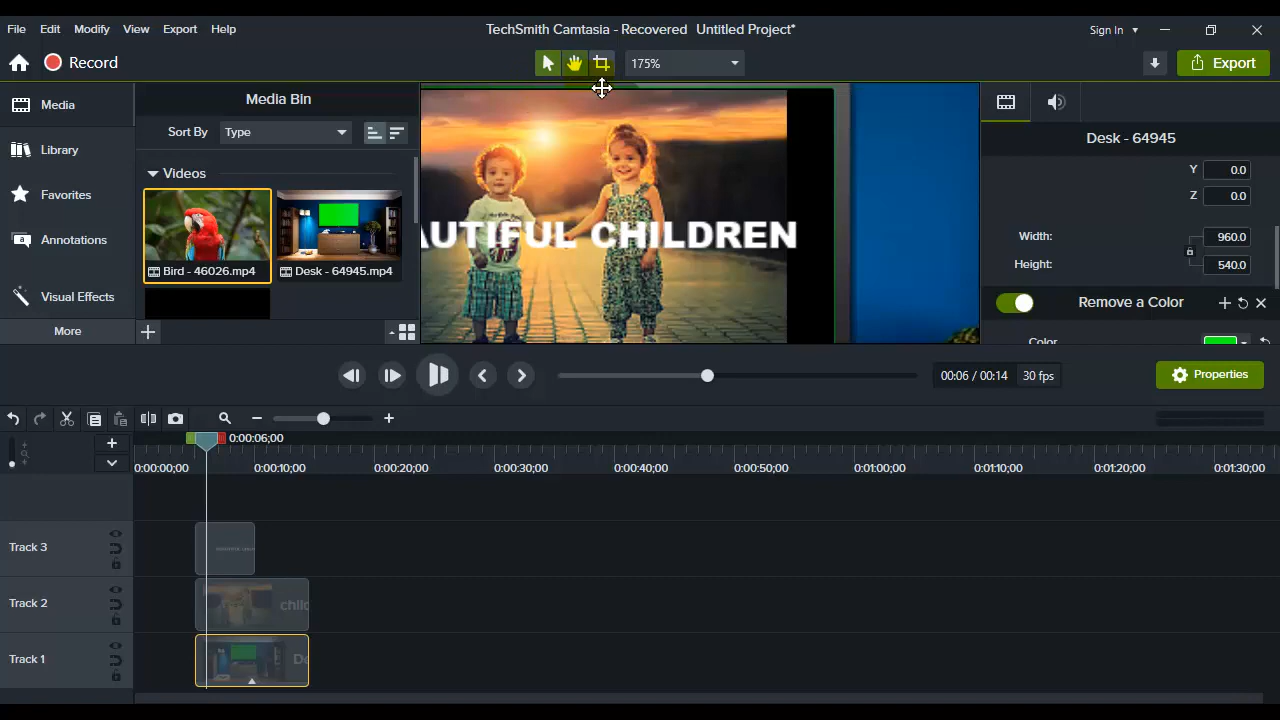 File Edit Modify View Export Help
TechSmith Camtasia - Recovered Untitled Project*
Sign In
Record
175%
Export
Media
Library
Favorites
Annotations
Visual Effects
More
Media Bin
Sort By Type
Videos
Bird - 46026.mp4
Desk - 64945.mp4
AUTIFUL CHILDREN
Desk - 64945
Y 0.0
Z 0.0
Width: 960.0
Height: 540.0
Remove a Color
Color
00:06 / 00:14 30 fps
Properties
0:00:06;00
0:00:00;00 0:00:10;00 0:00:20;00 0:00:30;00 0:00:40;00 0:00:50;00 0:01:00;00 0:01:10;00 0:01:20;00 0:01:30;00
Track 3
Track 2
child
Track 1
De